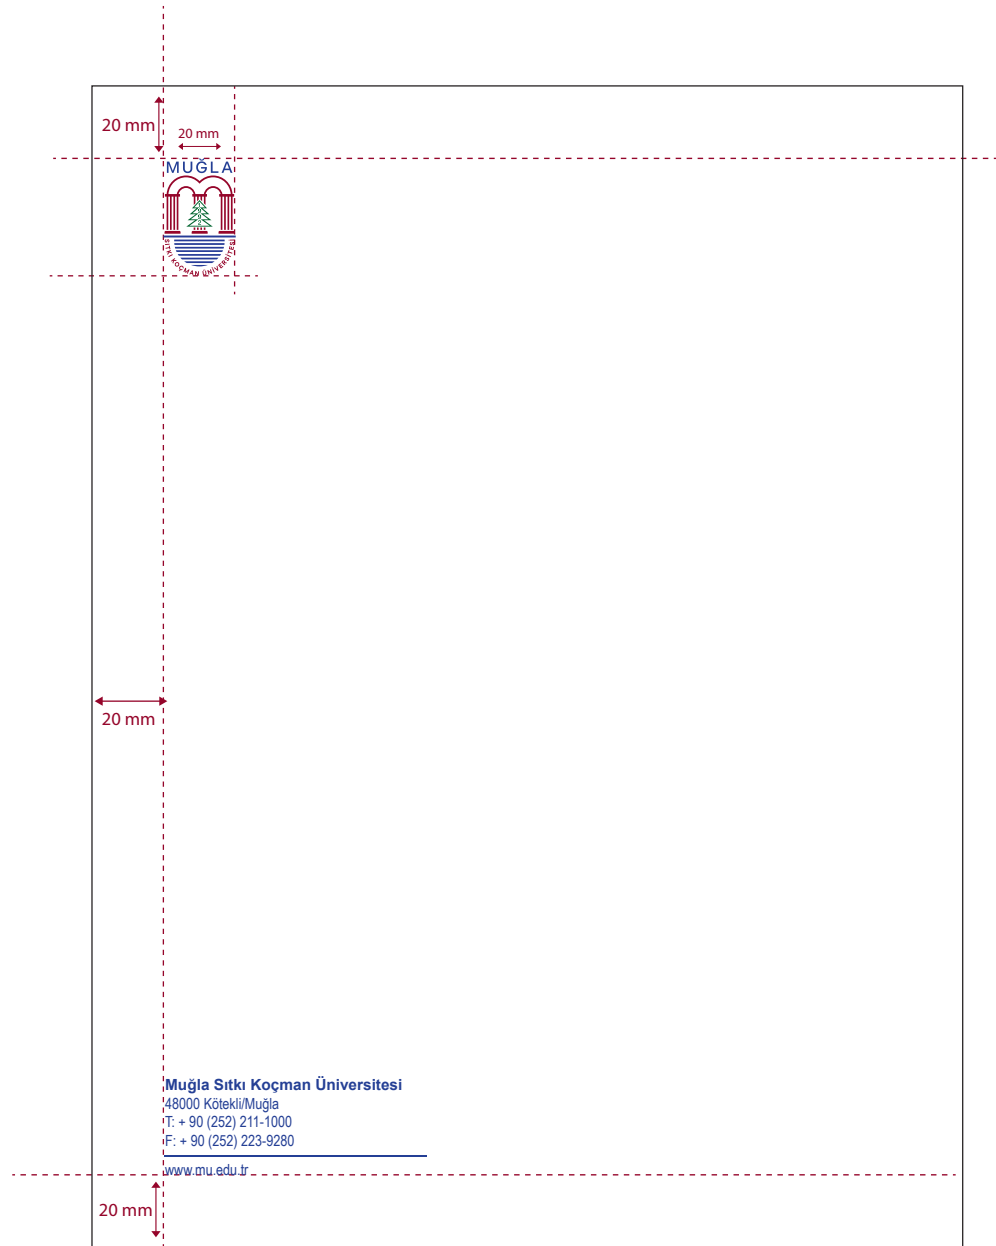 20 mm
20 mm
MUĞLA
1992
SITKI KOÇMAN ÜNİVERSİTESİ
20 mm
Muğla Sıtkı Koçman Üniversitesi
48000 Kötekli/Muğla
T: + 90 (252) 211-1000
F: + 90 (252) 223-9280
www.mu.edu.tr
20 mm